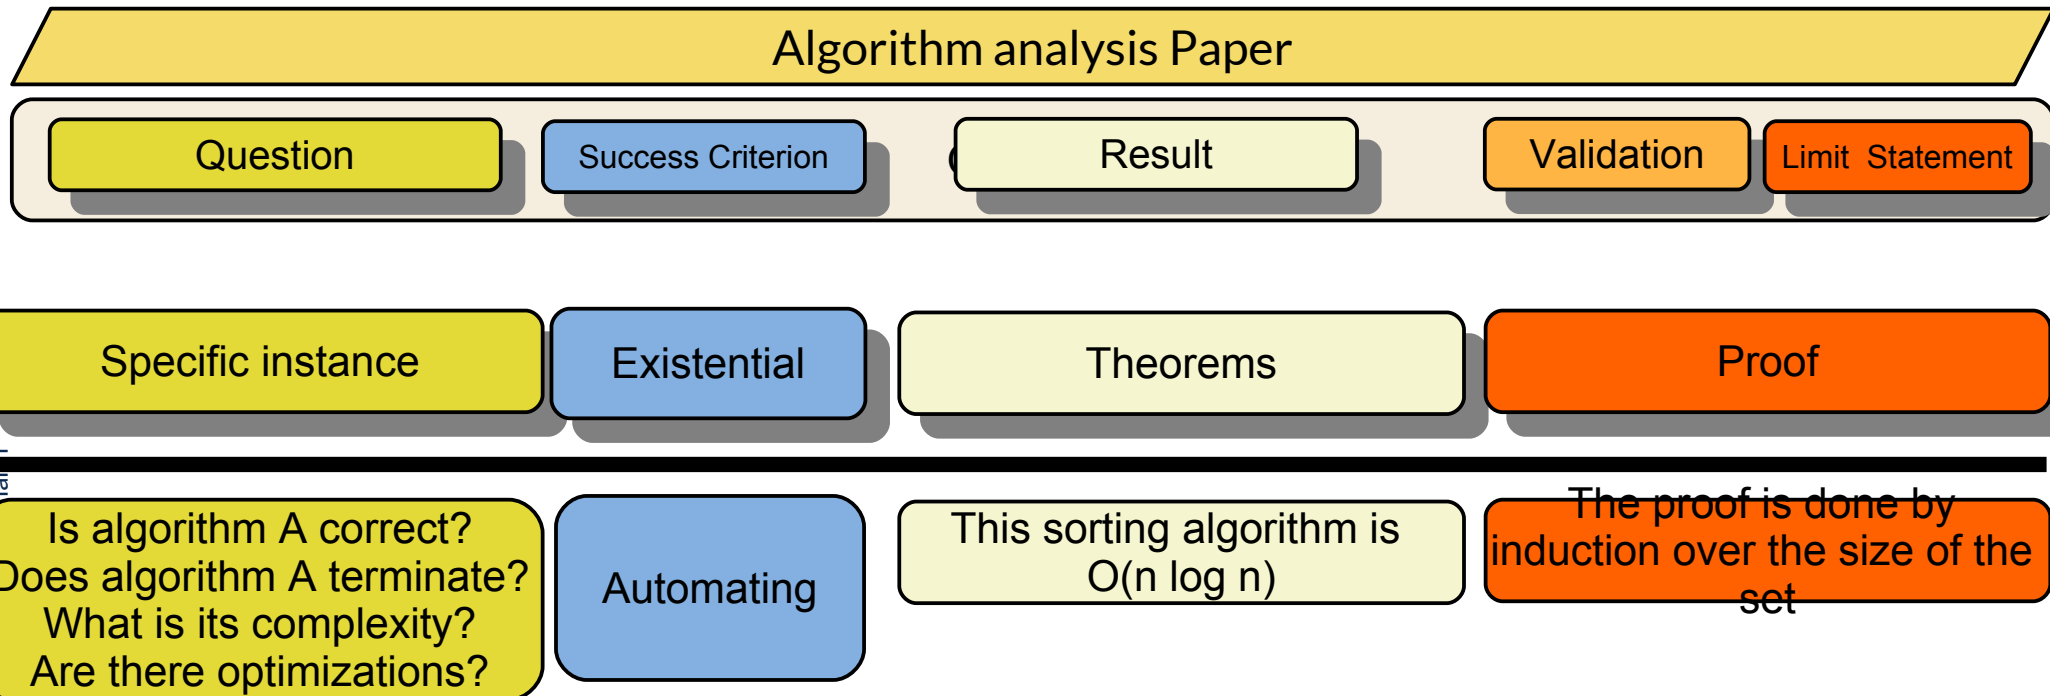 Algorithm analysis Paper
Question
Success Criterion
Result
Validation
Limit Statement
Specific instance
Existential
Theorems
Proof
Is algorithm A correct?
Does algorithm A terminate?
What is its complexity?
Are there optimizations?
Automating
This sorting algorithm is
O(n log n)
The proof is done by
induction over the size of the
set